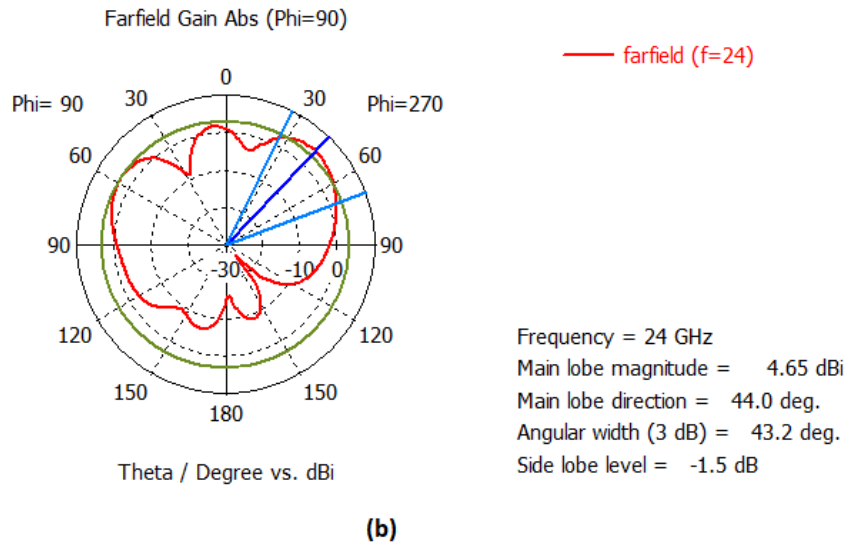 Farfield Gain Abs (Phi=90)
farfield (f=24)
0
Phi= 90
30
30
Phi=270
60
60
90
-30
-10
0
90
120
120
150
150
180
Theta / Degree vs. dBi
Frequency = 24 GHz
Main lobe magnitude = 4.65 dBi
Main lobe direction = 44.0 deg.
Angular width (3 dB) = 43.2 deg.
Side lobe level = -1.5 dB
(b)